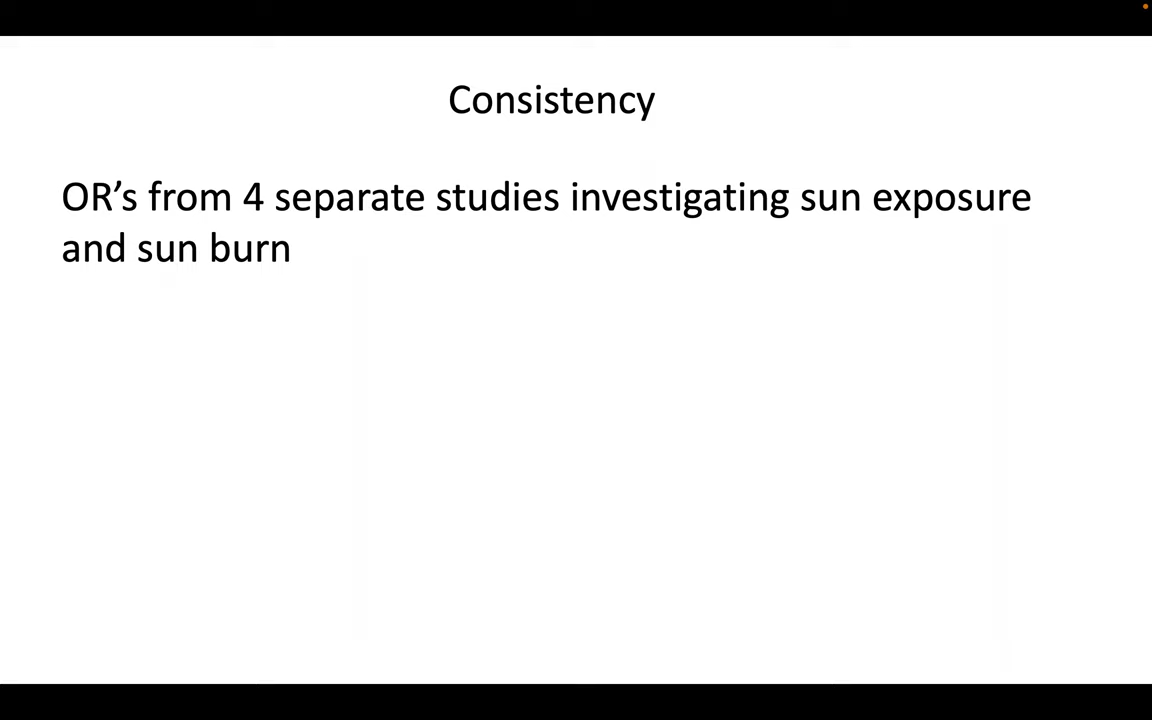 Consistency
OR’s from 4 separate studies investigating sun exposure
and sun burn